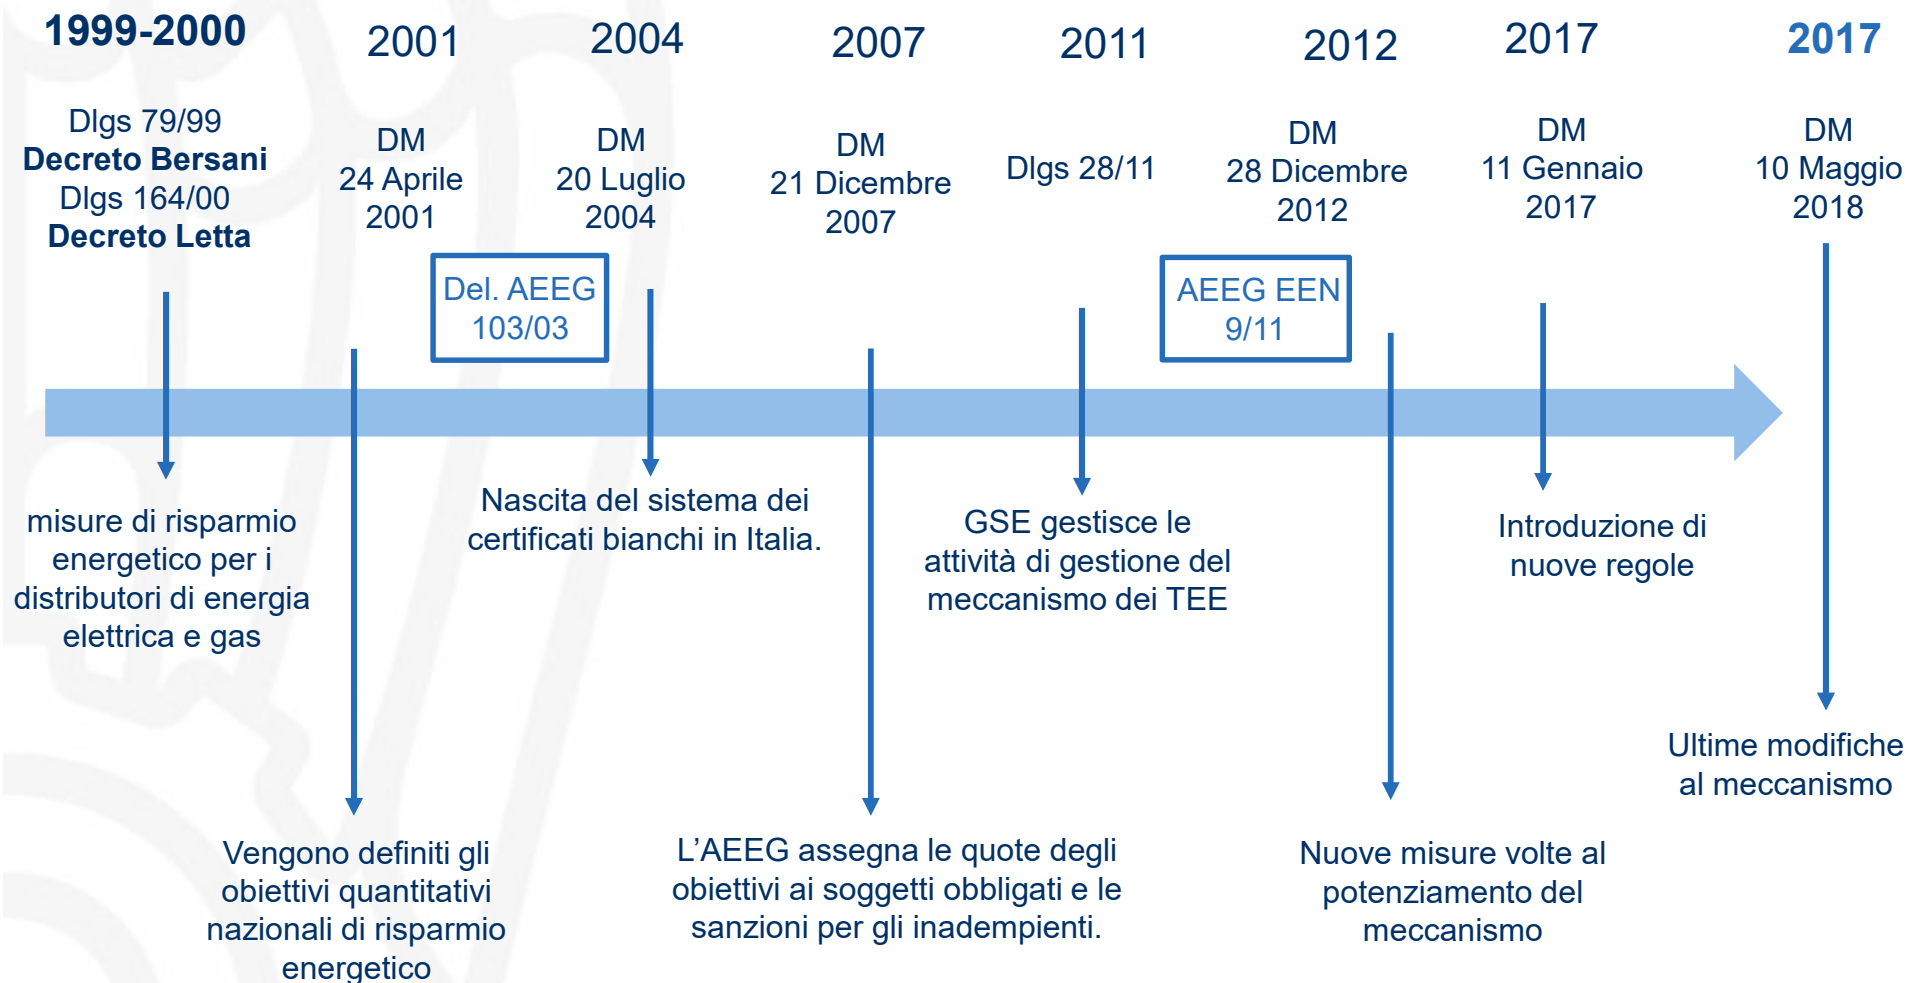 1999-2000
2001
2004
2007
2011
2012
2017
2017
Dlgs 79/99
Decreto Bersani
Dlgs 164/00
Decreto Letta
DM
24 Aprile
2001
DM
20 Luglio
2004
DM
21 Dicembre
2007
Dlgs 28/11
DM
28 Dicembre
2012
DM
11 Gennaio
2017
DM
10 Maggio
2018
Del. AEEG
103/03
AEEG EEN
9/11
misure di risparmio
energetico per i
distributori di energia
elettrica e gas
Nascita del sistema dei
certificati bianchi in Italia.
GSE gestisce le
attività di gestione del
meccanismo dei TEE
Introduzione di
nuove regole
Ultime modifiche
al meccanismo
Vengono definiti gli
obiettivi quantitativi
nazionali di risparmio
energetico
L’AEEG assegna le quote degli
obiettivi ai soggetti obbligati e le
sanzioni per gli inadempienti.
Nuove misure volte al
potenziamento del
meccanismo